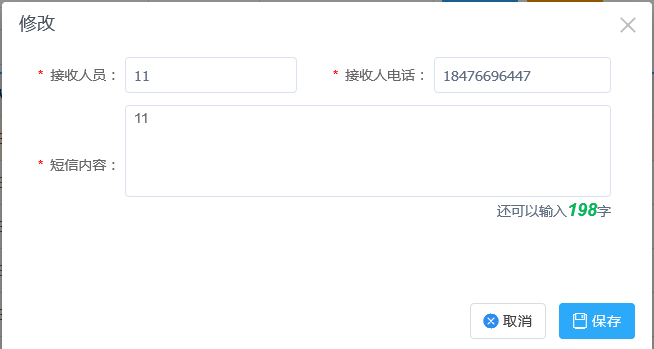 修改
* 接收人员： 11 * 接收人电话： 18476696447
* 短信内容： 11
还可以输入198字
取消 保存